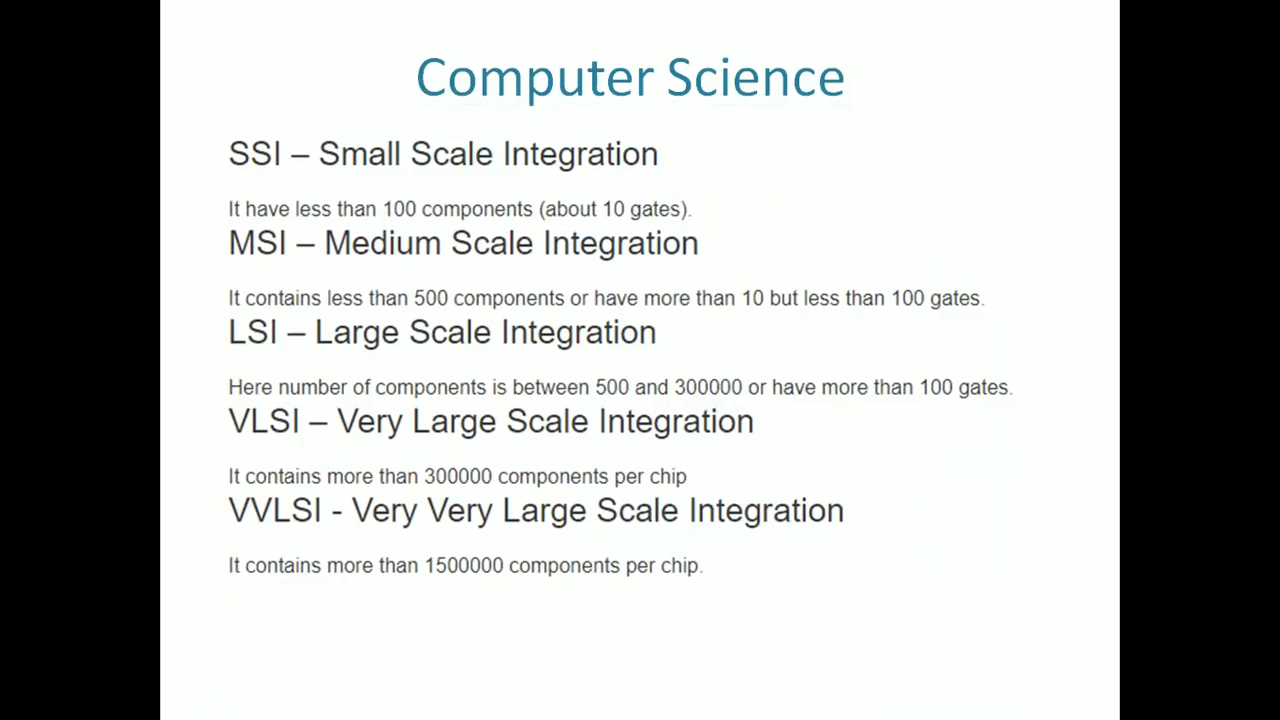 Computer Science
SSI – Small Scale Integration
It have less than 100 components (about 10 gates).
MSI – Medium Scale Integration
It contains less than 500 components or have more than 10 but less than 100 gates.
LSI – Large Scale Integration
Here number of components is between 500 and 300000 or have more than 100 gates.
VLSI – Very Large Scale Integration
It contains more than 300000 components per chip
VVLSI - Very Very Large Scale Integration
It contains more than 1500000 components per chip.